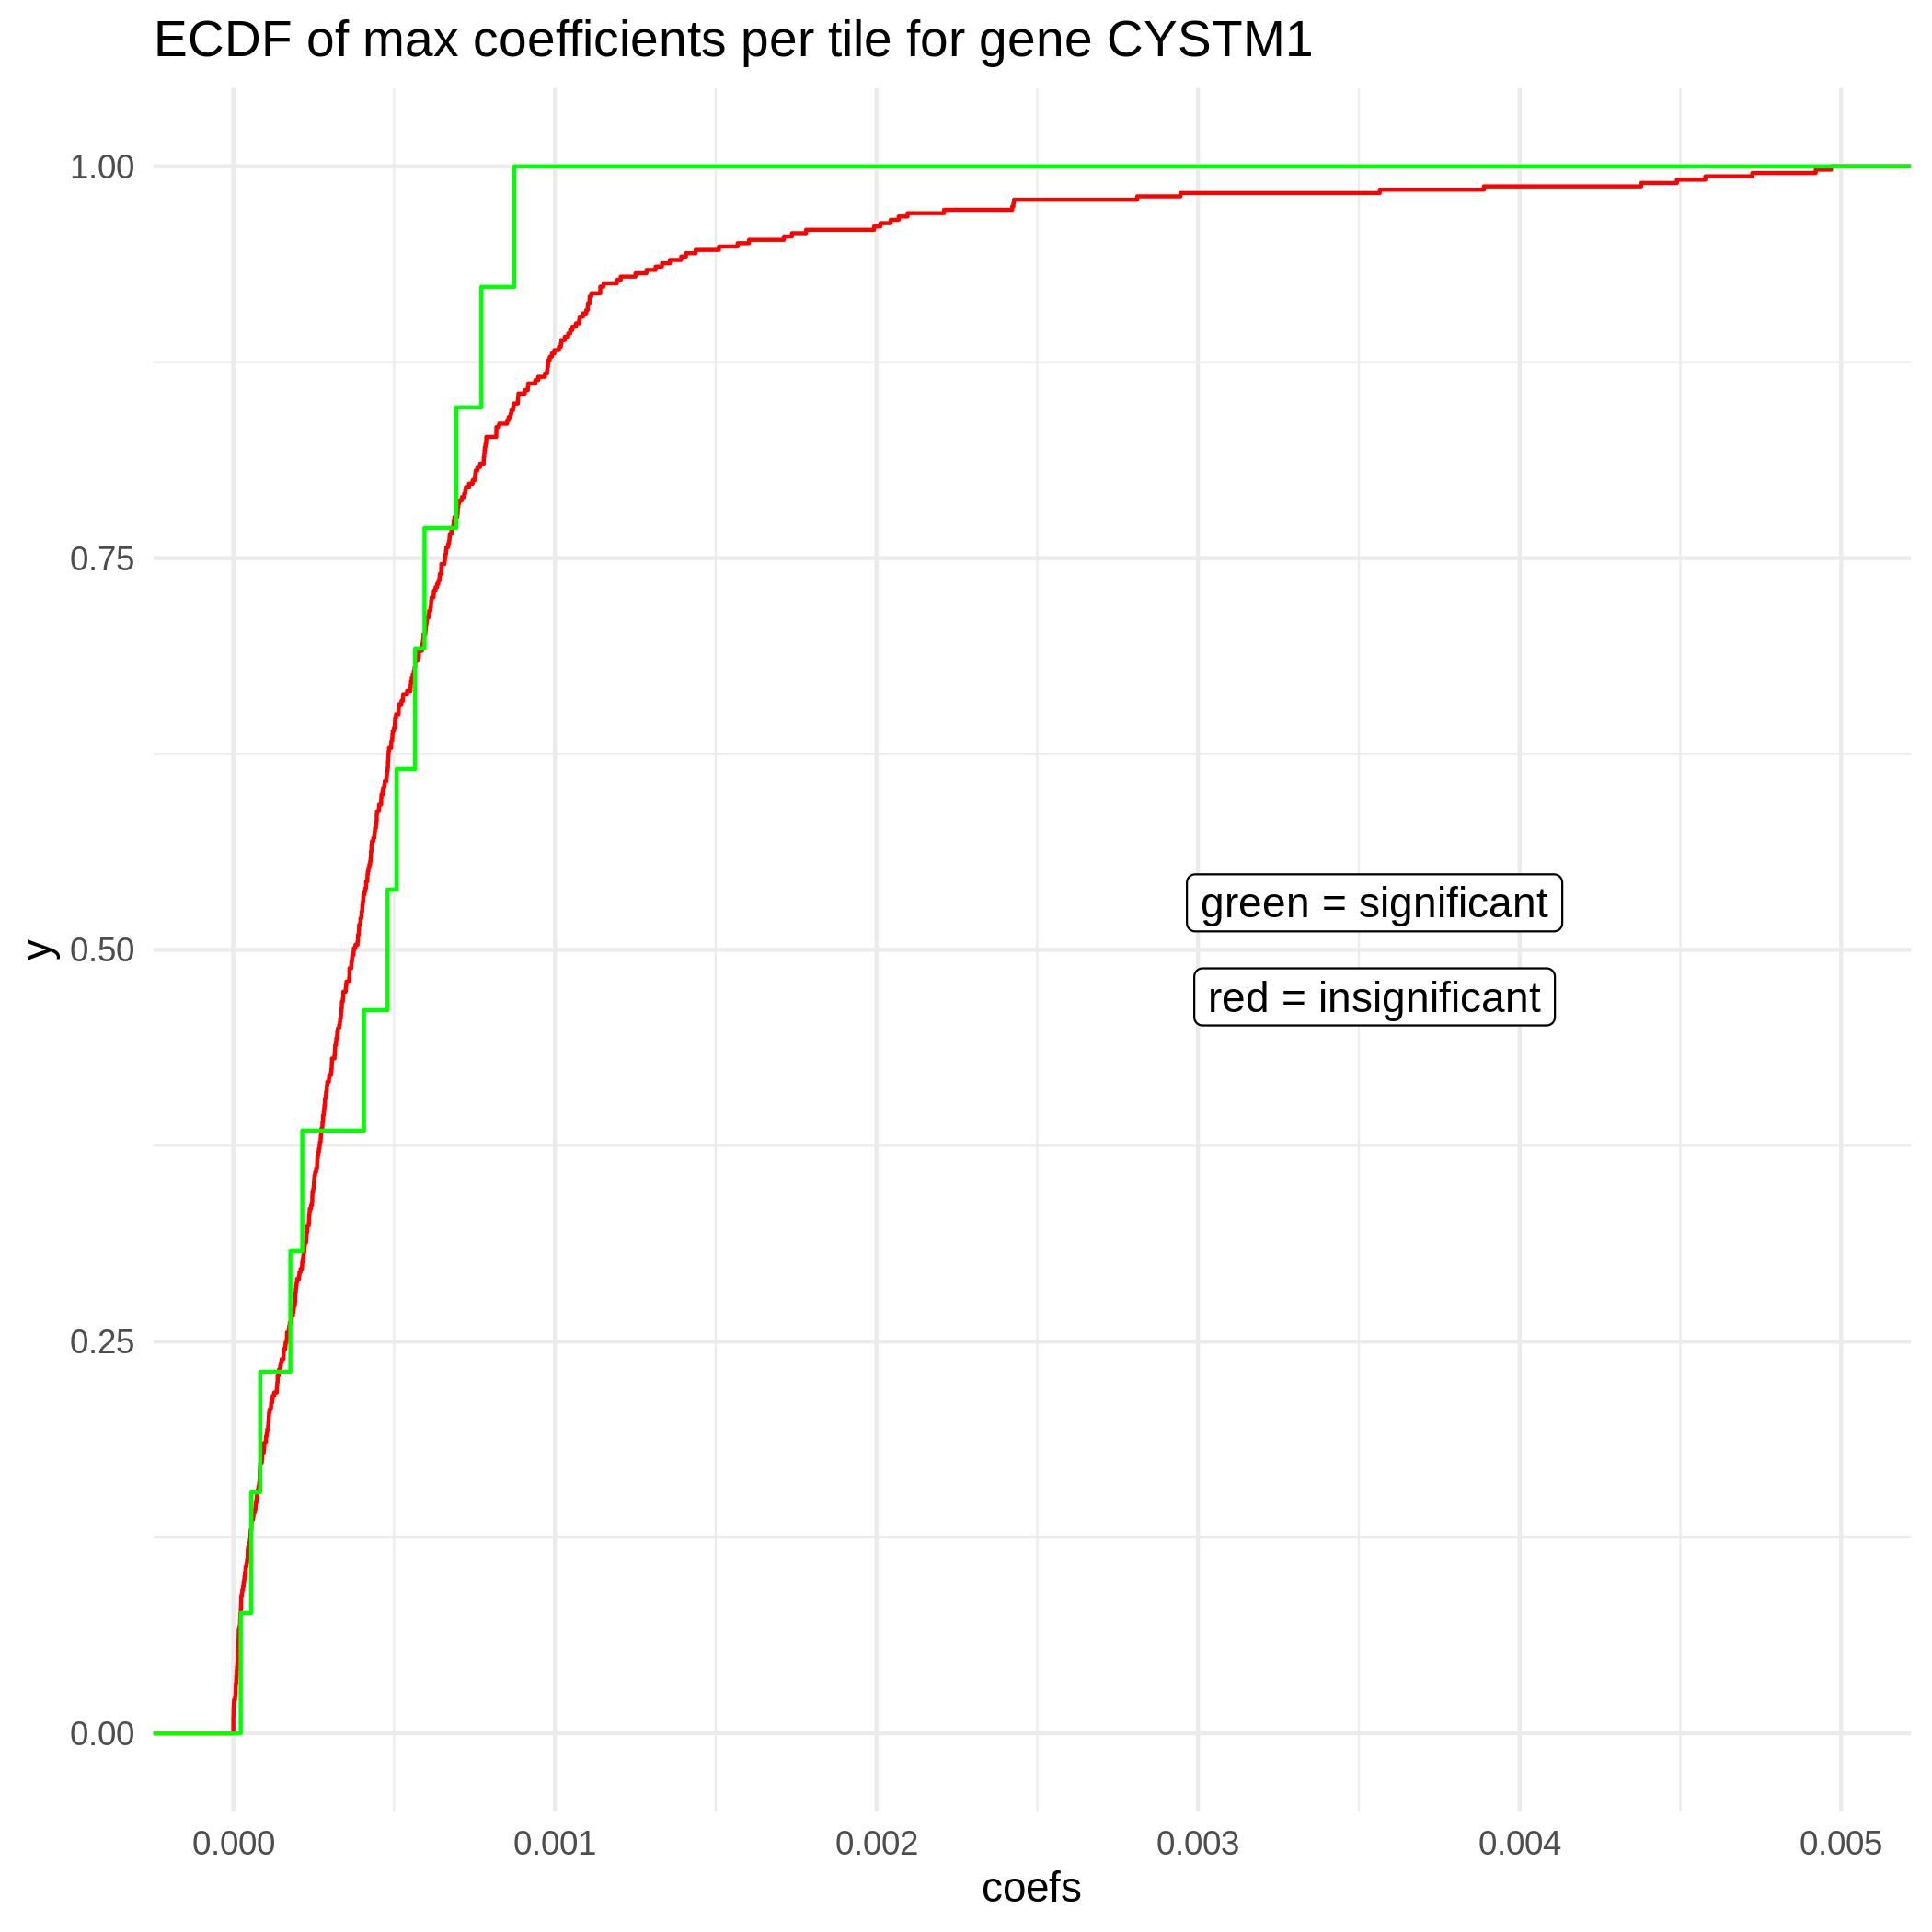 ECDF of max coefficients per tile for gene CYSTM1
1.00
0.75
0.50
0.25
0.00
y
green = significant
red = insignificant
0.000 0.001 0.002 0.003 0.004 0.005
coefs